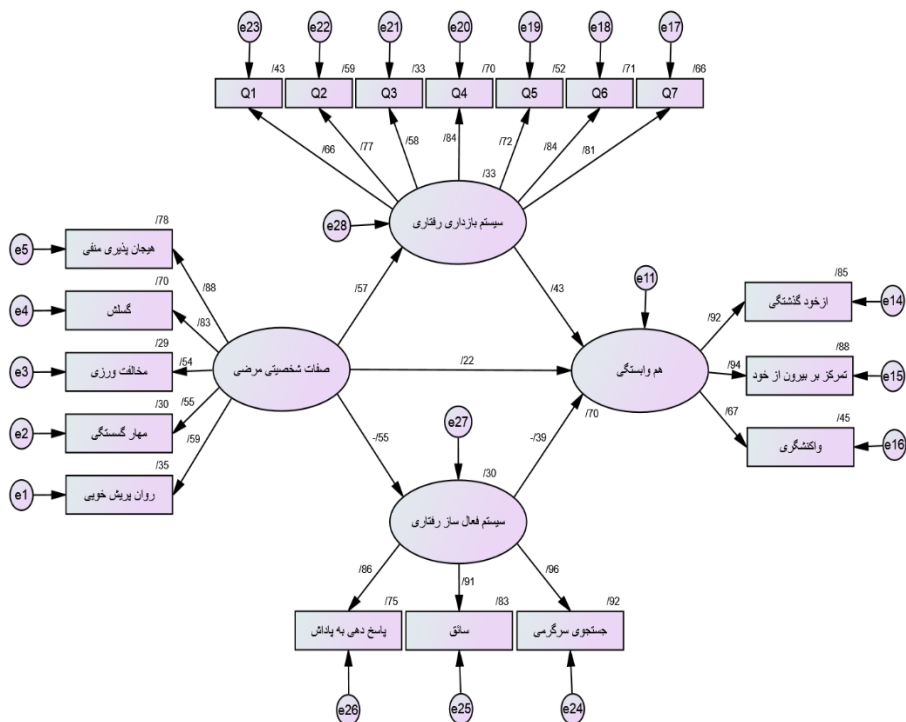 e23 e22 e21 e20 e19 e18 e17
/43 /59 /33 /70 /52 /71 /66
Q1 Q2 Q3 Q4 Q5 Q6 Q7
/66 /77 /58 /84 /72 /84 /81
/33
سیستم بازداری رفتاری
e28
/78
هیجان پذیری منفی
e5
/88
/70
گسلش
e4
/83
/29
مخالفت ورزی
e3
/54
/30
مهار گسستگی
e2
/55
/35
روان پریش خویی
e1
/59
صفات شخصیتی مرضی
/57
/22
-/55
/43
-/39
e11
هم وابستگی
/70
/92
/85
ازخود گذشتگی
e14
/94
/88
تمرکز بر بیرون از خود
e15
/67
/45
واکنشگری
e16
e27
/30
سیستم فعال ساز رفتاری
/86 /91 /96
/75 /83 /92
پاسخ دهی به پاداش
سائق
جستجوی سرگرمی
e26 e25 e24